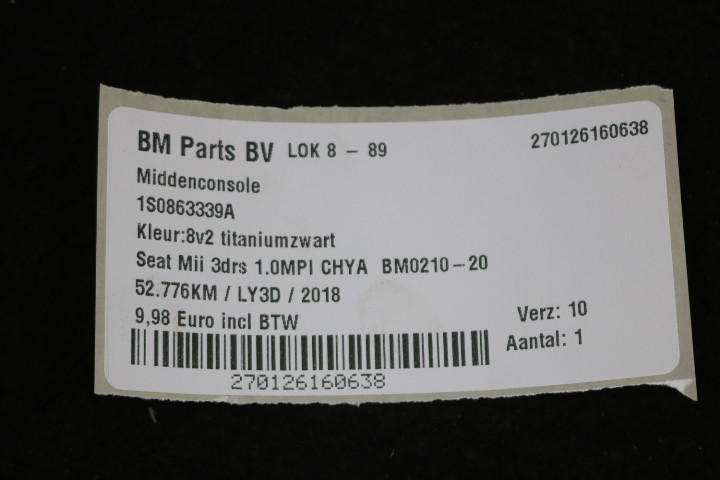 BM Parts BV LOK 8 - 89 270126160638
Middenconsole
1S0863339A
Kleur:8v2 titaniumzwart
Seat Mii 3drs 1.0MPI CHYA BM0210-20
52.776KM / LY3D / 2018
9,98 Euro incl BTW Verz: 10
Aantal: 1
270126160638